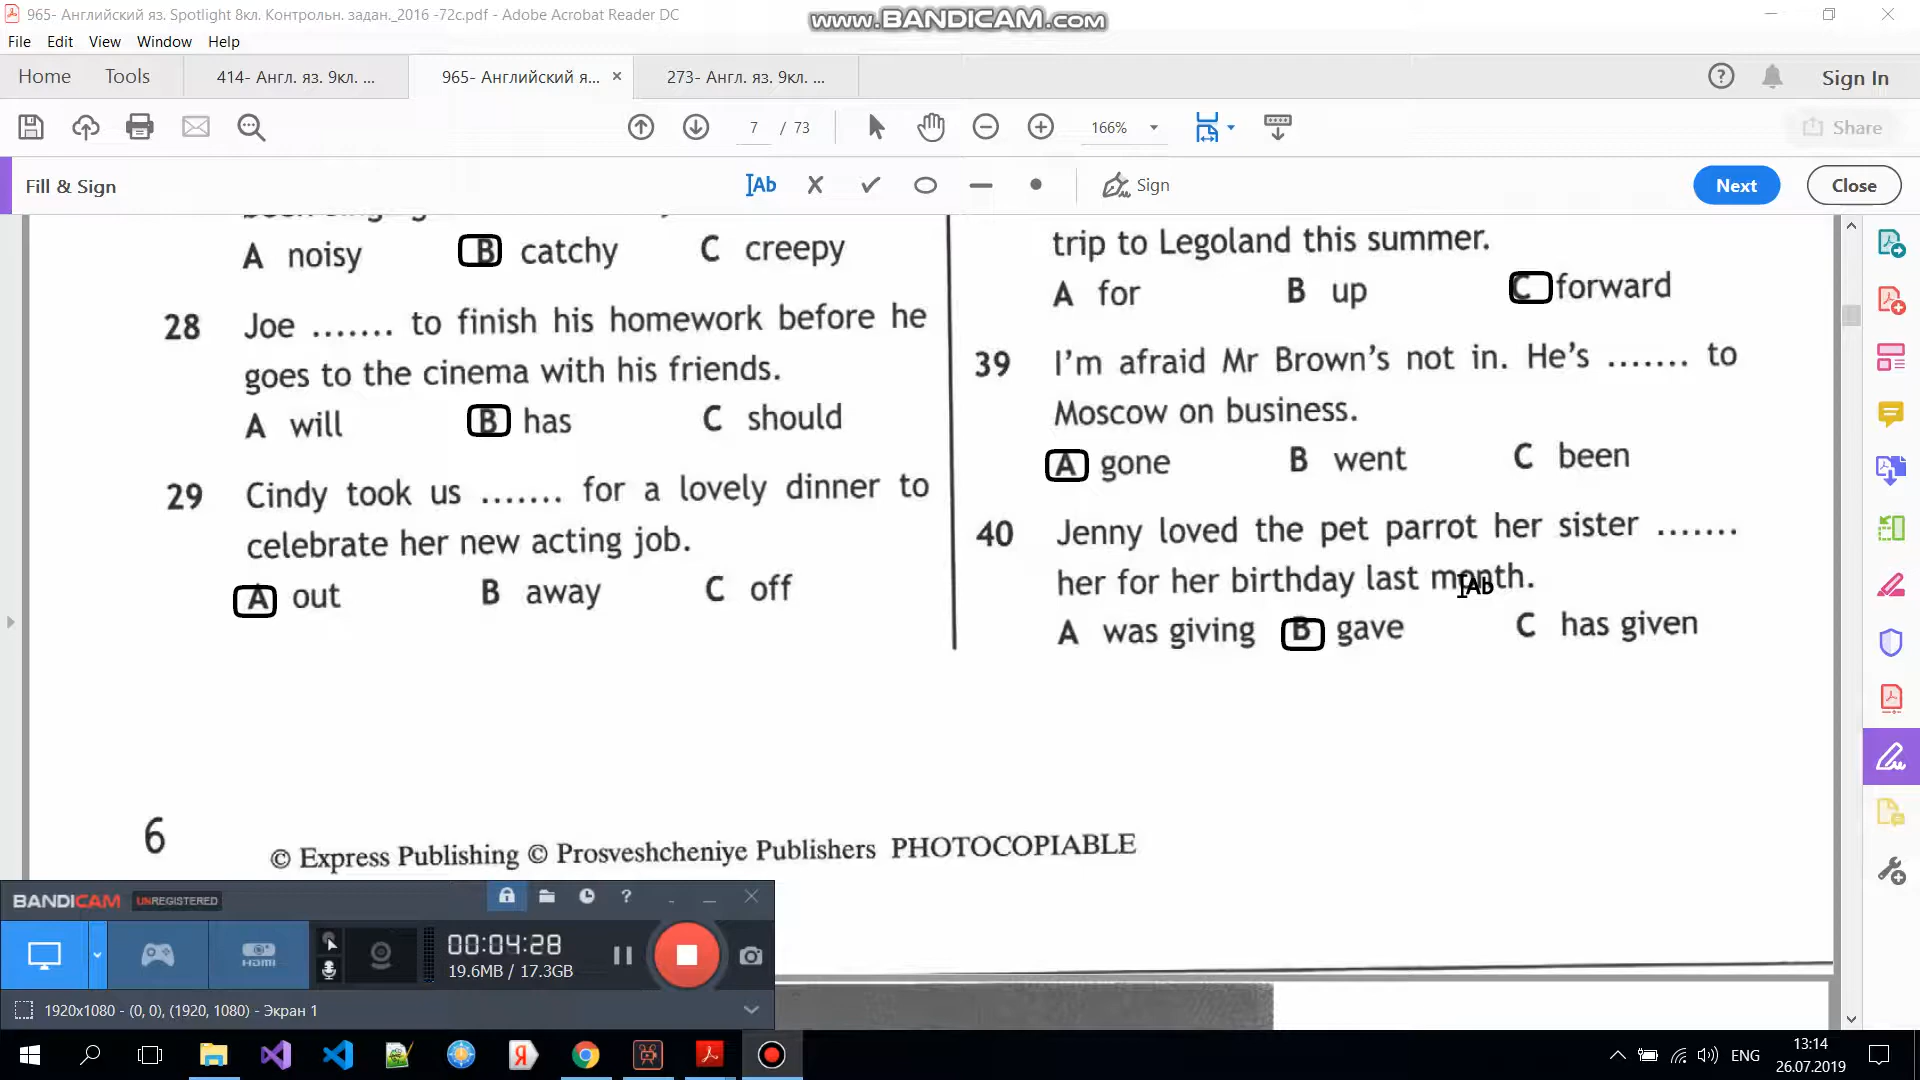 965- Английский яз. Spotlight 8кл. Контрольн. задан._2016 -72с.pdf - Adobe Acrobat Reader DC
www.BANDICAM.com
File Edit View Window Help
Home Tools 414- Англ. яз. 9кл. ... 965- Английский я... × 273- Англ. яз. 9кл. ... Sign In
7 / 73 166% Share
Fill & Sign Ab Sign Next Close
A noisy B catchy C creepy
28 Joe ....... to finish his homework before he
goes to the cinema with his friends.
A will B has C should
29 Cindy took us ....... for a lovely dinner to
celebrate her new acting job.
A out B away C off
trip to Legoland this summer.
A for B up C forward
39 I'm afraid Mr Brown's not in. He's ....... to
Moscow on business.
A gone B went C been
40 Jenny loved the pet parrot her sister .......
her for her birthday last month.
Ab
A was giving B gave C has given
6
© Express Publishing © Prosveshcheniye Publishers PHOTOCOPIABLE
BANDICAM UNREGISTERED
HDMI
00:04:28
19.6MB / 17.3GB
1920x1080 - (0, 0), (1920, 1080) - Экран 1
ENG
13:14
26.07.2019